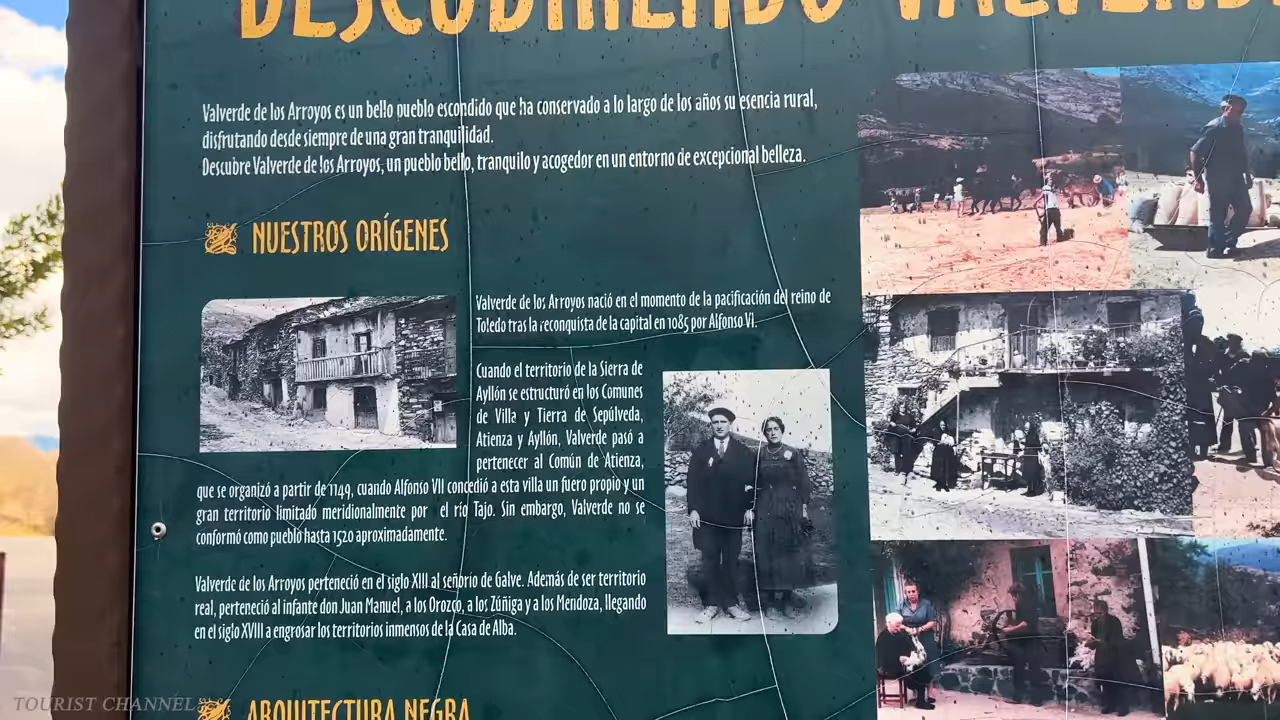 DESCUBRIENDO VALVERDE
Valverde de los Arroyos es un bello pueblo escondido que ha conservado a lo largo de los años su esencia rural,
disfrutando desde siempre de una gran tranquilidad.
Descubre Valverde de los Arroyos, un pueblo bello, tranquilo y acogedor en un entorno de excepcional belleza.
NUESTROS ORÍGENES
Valverde de los Arroyos nació en el momento de la pacificación del reino de
Toledo tras la reconquista de la capital en 1085 por Alfonso VI.
Cuando el territorio de la Sierra de
Ayllón se estructuró en los Comunes
de Villa y Tierra de Sepúlveda,
Atienza y Ayllón, Valverde pasó a
pertenecer al Común de Atienza,
que se organizó a partir de 1149, cuando Alfonso VII concedió a esta villa un fuero propio y un
gran territorio limitado meridionalmente por el río Tajo. Sin embargo, Valverde no se
conformó como pueblo hasta 1520 aproximadamente.
Valverde de los Arroyos perteneció en el siglo XIII al señorío de Galve. Además de ser territorio
real, perteneció al infante don Juan Manuel, a los Orozco, a los Zúñiga y a los Mendoza, llegando
en el siglo XVIII a engrosar los territorios inmensos de la Casa de Alba.
ARQUITECTURA NEGRA
TOURIST CHANNEL